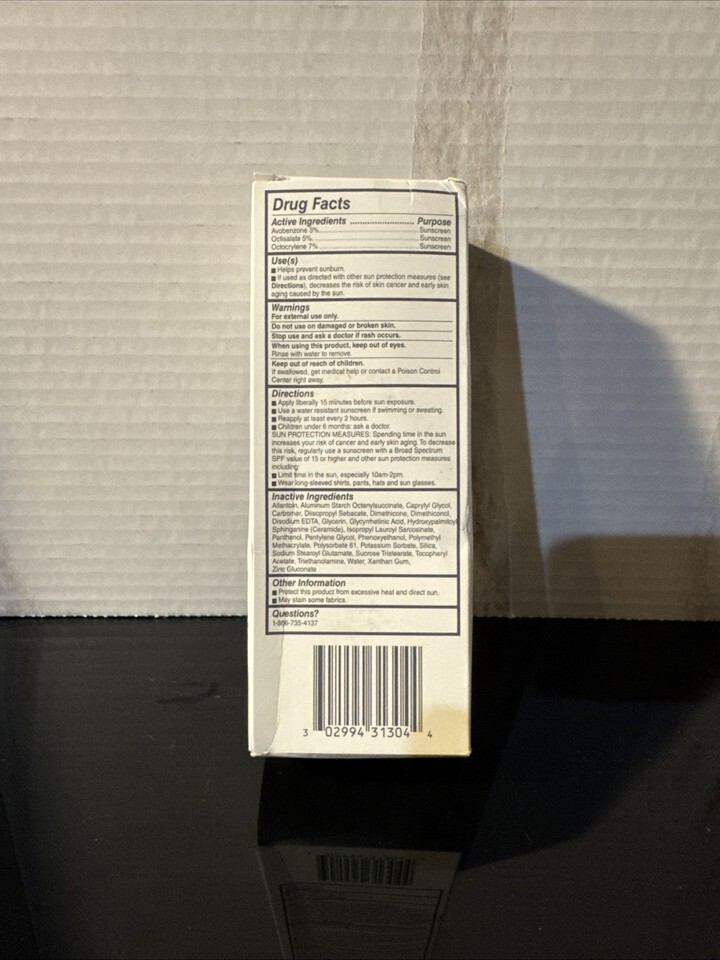 Drug Facts
Active Ingredients ........................ Purpose
Avobenzone 3% Sunscreen
Octisalate 5% Sunscreen
Octocrylene 7% Sunscreen
Use(s)
■ Helps prevent sunburn.
■ If used as directed with other sun protection measures (see
Directions), decreases the risk of skin cancer and early skin
aging caused by the sun.
Warnings
For external use only.
Do not use on damaged or broken skin.
Stop use and ask a doctor if rash occurs.
When using this product, keep out of eyes.
Rinse with water to remove.
Keep out of reach of children.
If swallowed, get medical help or contact a Poison Control
Center right away.
Directions
■ Apply liberally 15 minutes before sun exposure.
■ Use a water resistant sunscreen if swimming or sweating.
■ Reapply at least every 2 hours.
■ Children under 6 months: ask a doctor.
SUN PROTECTION MEASURES: Spending time in the sun
increases your risk of cancer and early skin aging. To decrease
this risk, regularly use a sunscreen with a Broad Spectrum
SPF value of 15 or higher and other sun protection measures
including:
■ Limit time in the sun, especially 10am-2pm.
■ Wear long-sleeved shirts, pants, hats and sun glasses.
Inactive Ingredients
Allantoin, Aluminum Starch Octenylsuccinate, Caprylyl Glycol,
Carbomer, Diisopropyl Sebacate, Dimethicone, Dimethiconol,
Disodium EDTA, Glycerin, Glycyrrhetinic Acid, Hydroxypalmitoyl
Sphinganine (Ceramide), Isopropyl Lauroyl Sarcosinate,
Panthenol, Pentylene Glycol, Phenoxyethanol, Polymethyl
Methacrylate, Polysorbate 61, Potassium Sorbate, Silica,
Sodium Stearoyl Glutamate, Sucrose Tristearate, Tocopheryl
Acetate, Triethanolamine, Water, Xanthan Gum,
Zinc Gluconate
Other Information
■ Protect this product from excessive heat and direct sun.
■ May stain some fabrics.
Questions?
1-866-735-4137
3 02994 31304 4